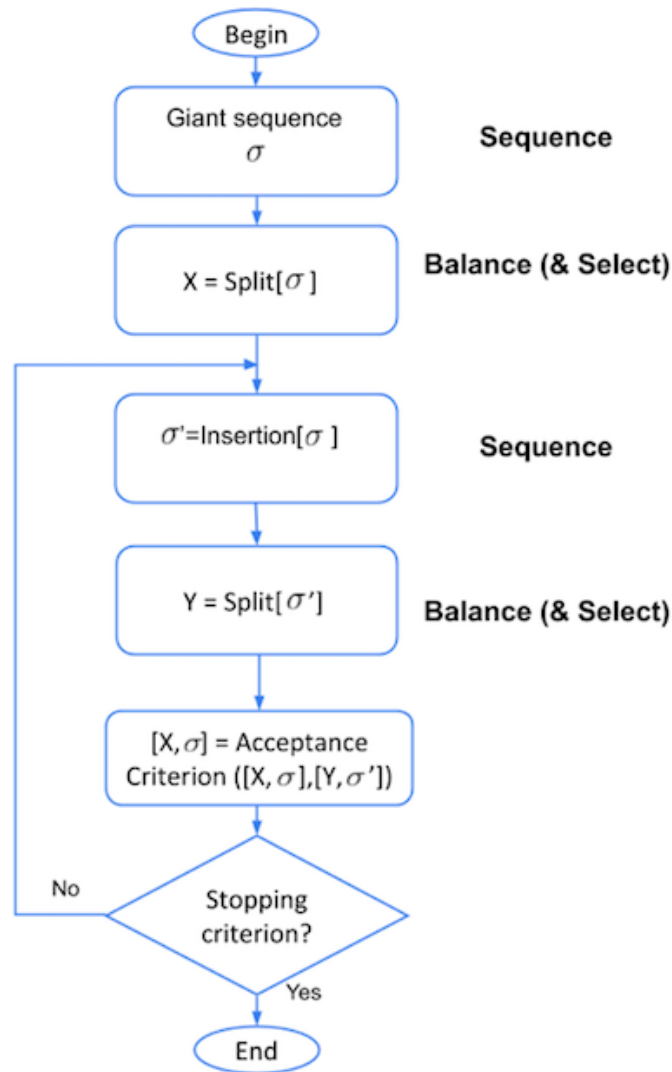 Begin
Giant sequence
σ
Sequence
X = Split[σ]
Balance (& Select)
σ'=Insertion[σ]
Sequence
Y = Split[σ']
Balance (& Select)
[X, σ] = Acceptance
Criterion ([X, σ],[Y, σ'])
No
Stopping
criterion?
Yes
End